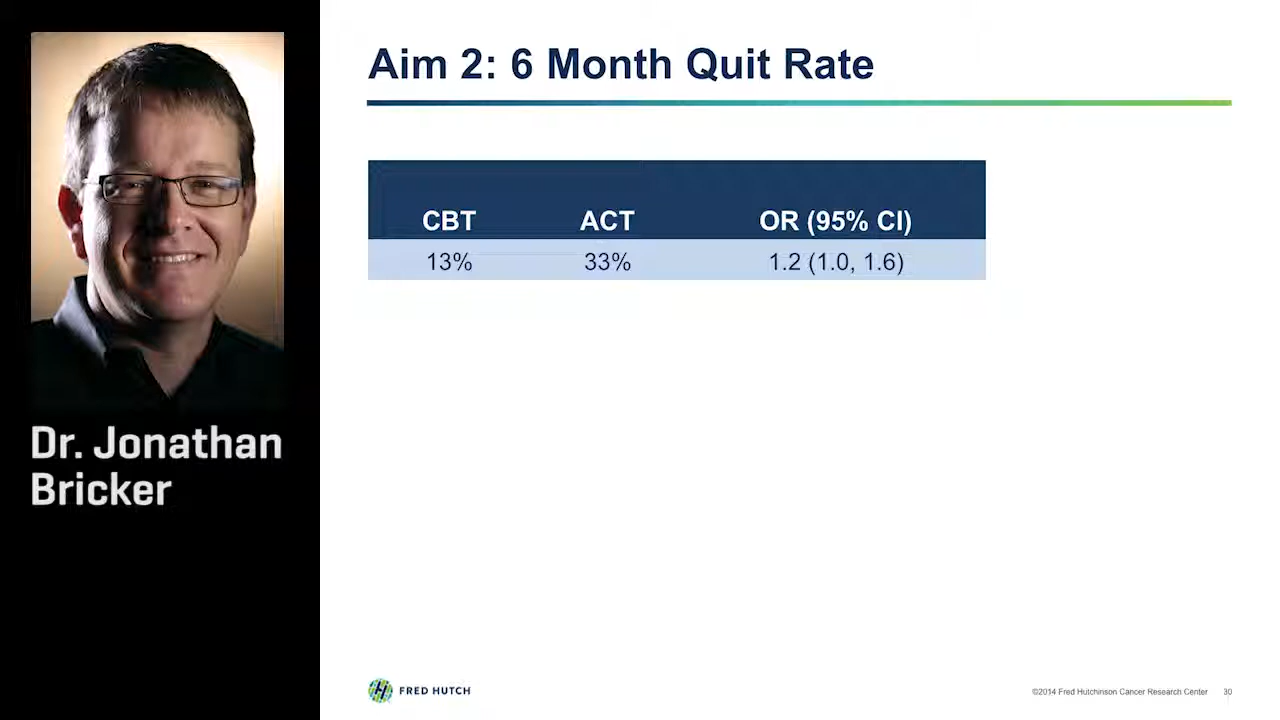 Dr. Jonathan
Bricker
Aim 2: 6 Month Quit Rate
CBT ACT OR (95% CI)
13% 33% 1.2 (1.0, 1.6)
FRED HUTCH
©2014 Fred Hutchinson Cancer Research Center 30